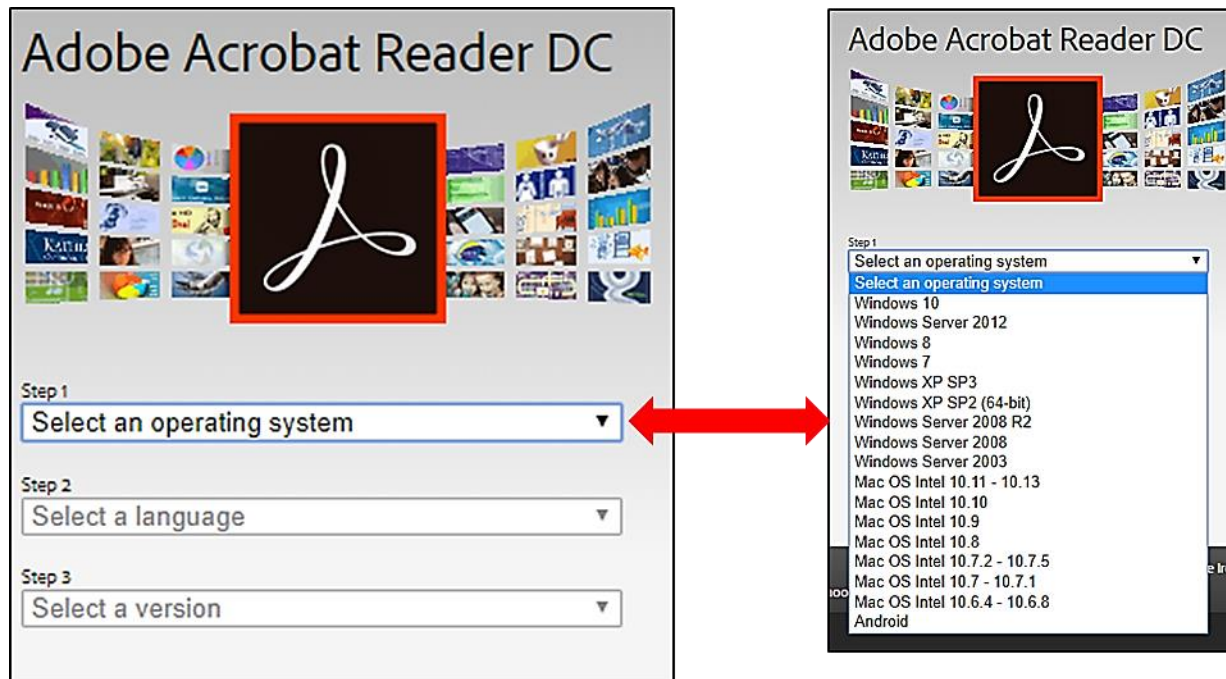 Adobe Acrobat Reader DC
Step 1
Select an operating system
Step 2
Select a language
Step 3
Select a version
Adobe Acrobat Reader DC
Step 1
Select an operating system
Select an operating system
Windows 10
Windows Server 2012
Windows 8
Windows 7
Windows XP SP3
Windows XP SP2 (64-bit)
Windows Server 2008 R2
Windows Server 2008
Windows Server 2003
Mac OS Intel 10.11 - 10.13
Mac OS Intel 10.10
Mac OS Intel 10.9
Mac OS Intel 10.8
Mac OS Intel 10.7.2 - 10.7.5
Mac OS Intel 10.7 - 10.7.1
Mac OS Intel 10.6.4 - 10.6.8
Android